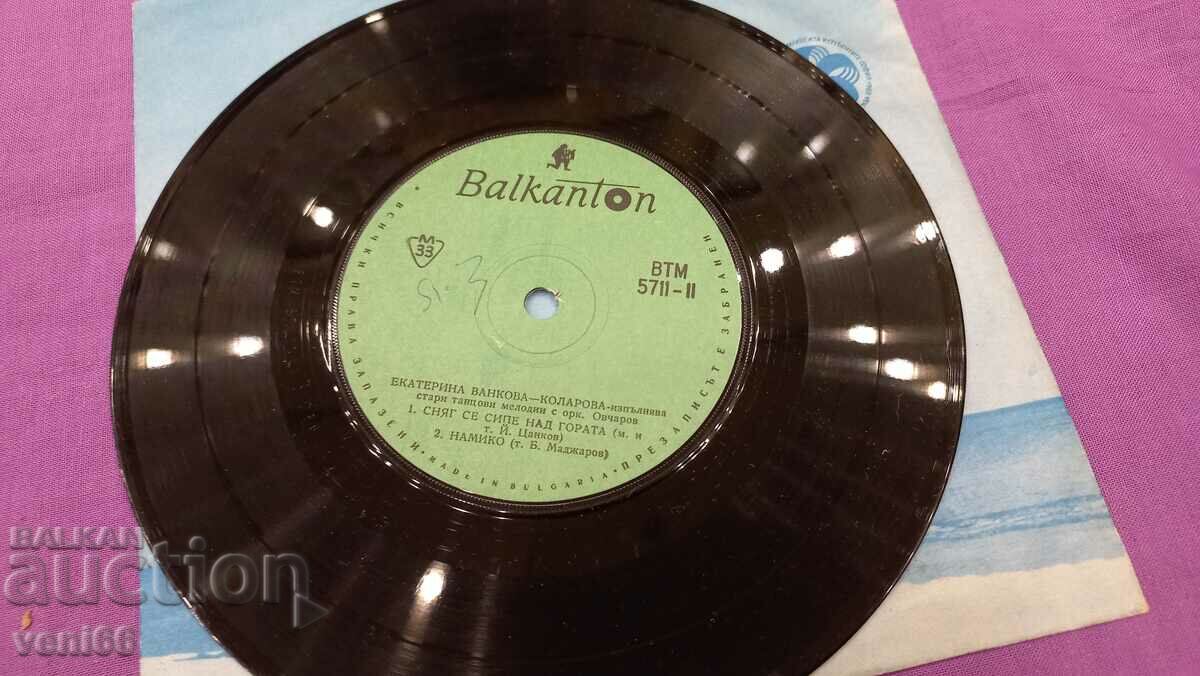 Balkanton
М
33
ВТМ
5711-II
ЕКАТЕРИНА ВАНКОВА—КОЛАРОВА-изпълнява
стари танцови мелодии с орк. Овчаров
1. СНЯГ СЕ СИПЕ НАД ГОРАТА (м. и
т. Й. Цанков)
2. НАМИКО (т. Б. Маджаров)
• ВСИЧКИ ПРАВА ЗАПАЗЕНИ • MADE IN BULGARIA • ПРЕЗАПИСЪТ Е ЗАБРАНЕН
BALKAN
auction
veni66